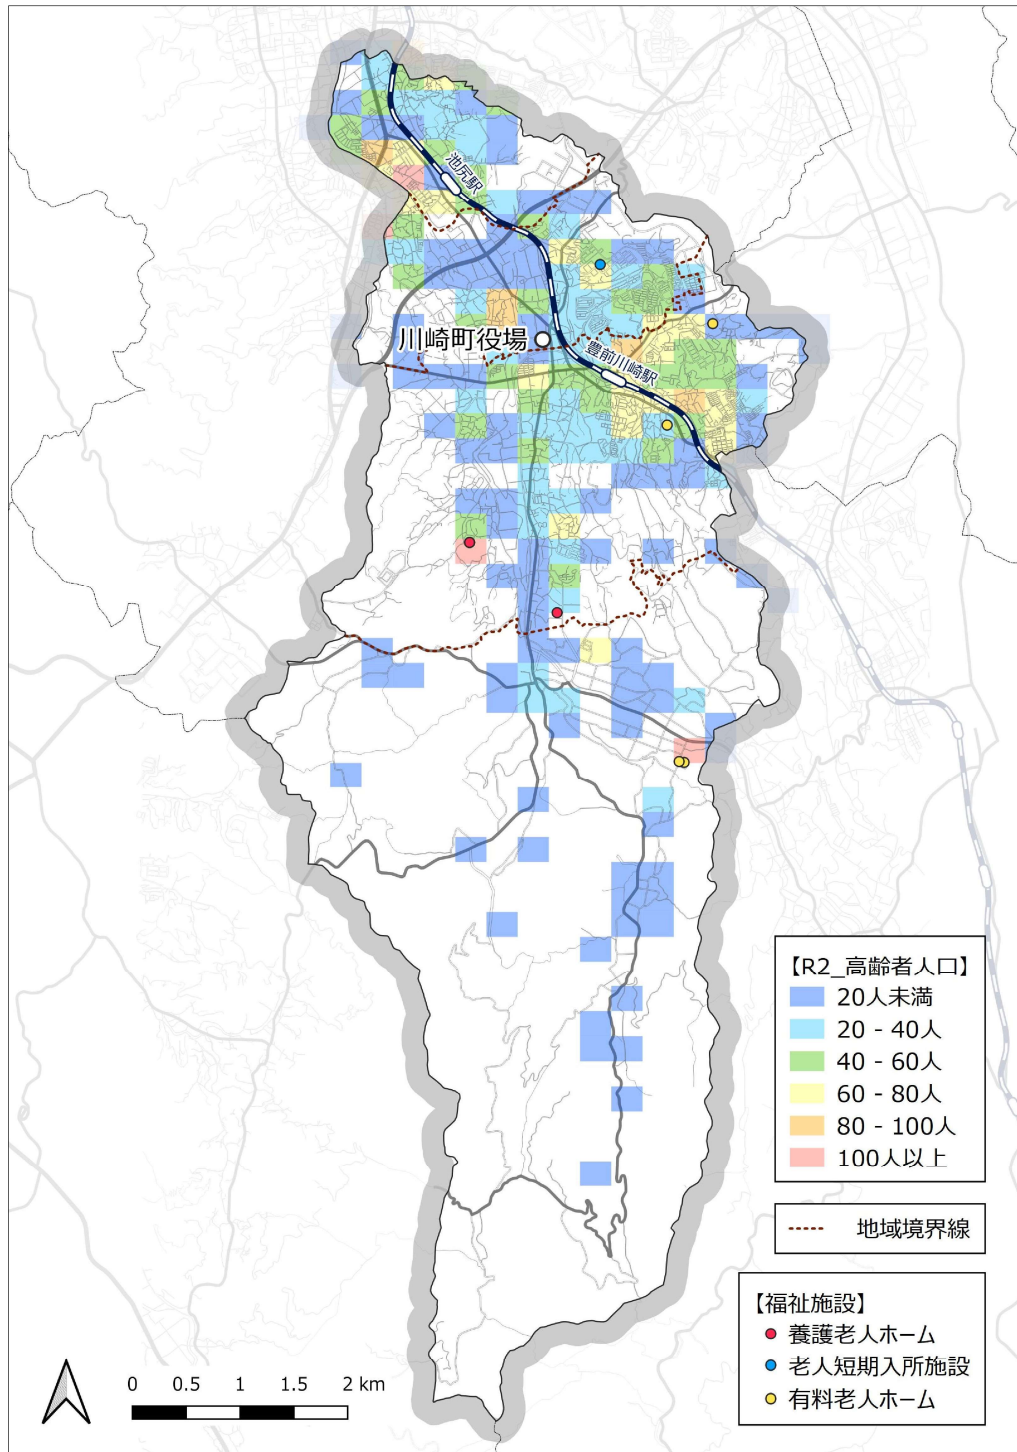 池尻駅
川崎町役場
豊前川崎駅
【R2_高齢者人口】
20人未満
20 - 40人
40 - 60人
60 - 80人
80 - 100人
100人以上
地域境界線
【福祉施設】
養護老人ホーム
老人短期入所施設
有料老人ホーム
0 0.5 1 1.5 2 km